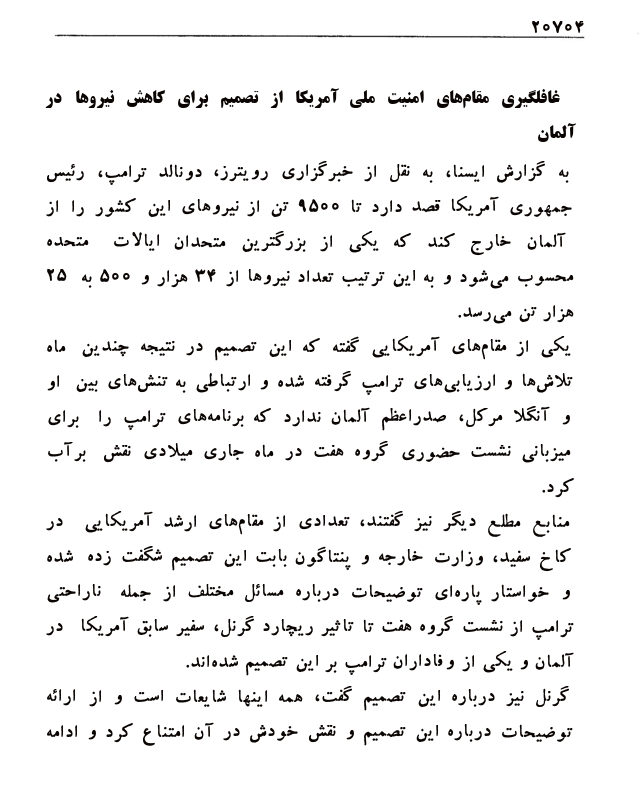 ۲۰۷۰۴
غافلگیری مقام‌های امنیت ملی آمریکا از تصمیم برای کاهش نیروها در
آلمان
به گزارش ایسنا، به نقل از خبرگزاری رویترز، دونالد ترامپ، رئیس
جمهوری آمریکا قصد دارد تا ۹۵۰۰ تن از نیروهای این کشور را از
آلمان خارج کند که یکی از بزرگترین متحدان ایالات متحده
محسوب می‌شود و به این ترتیب تعداد نیروها از ۳۴ هزار و ۵۰۰ به ۲۵
هزار تن می‌رسد.
یکی از مقام‌های آمریکایی گفته که این تصمیم در نتیجه چندین ماه
تلاش‌ها و ارزیابی‌های ترامپ گرفته شده و ارتباطی به تنش‌های بین او
و آنگلا مرکل، صدراعظم آلمان ندارد که برنامه‌های ترامپ را برای
میزبانی نشست حضوری گروه هفت در ماه جاری میلادی نقش برآب
کرد.
منابع مطلع دیگر نیز گفتند، تعدادی از مقام‌های ارشد آمریکایی در
کاخ سفید، وزارت خارجه و پنتاگون بابت این تصمیم شگفت زده شده
و خواستار پاره‌ای توضیحات درباره مسائل مختلف از جمله ناراحتی
ترامپ از نشست گروه هفت تا تاثیر ریچارد گرنل، سفیر سابق آمریکا در
آلمان و یکی از وفاداران ترامپ بر این تصمیم شده‌اند.
گرنل نیز درباره این تصمیم گفت، همه اینها شایعات است و از ارائه
توضیحات درباره این تصمیم و نقش خودش در آن امتناع کرد و ادامه